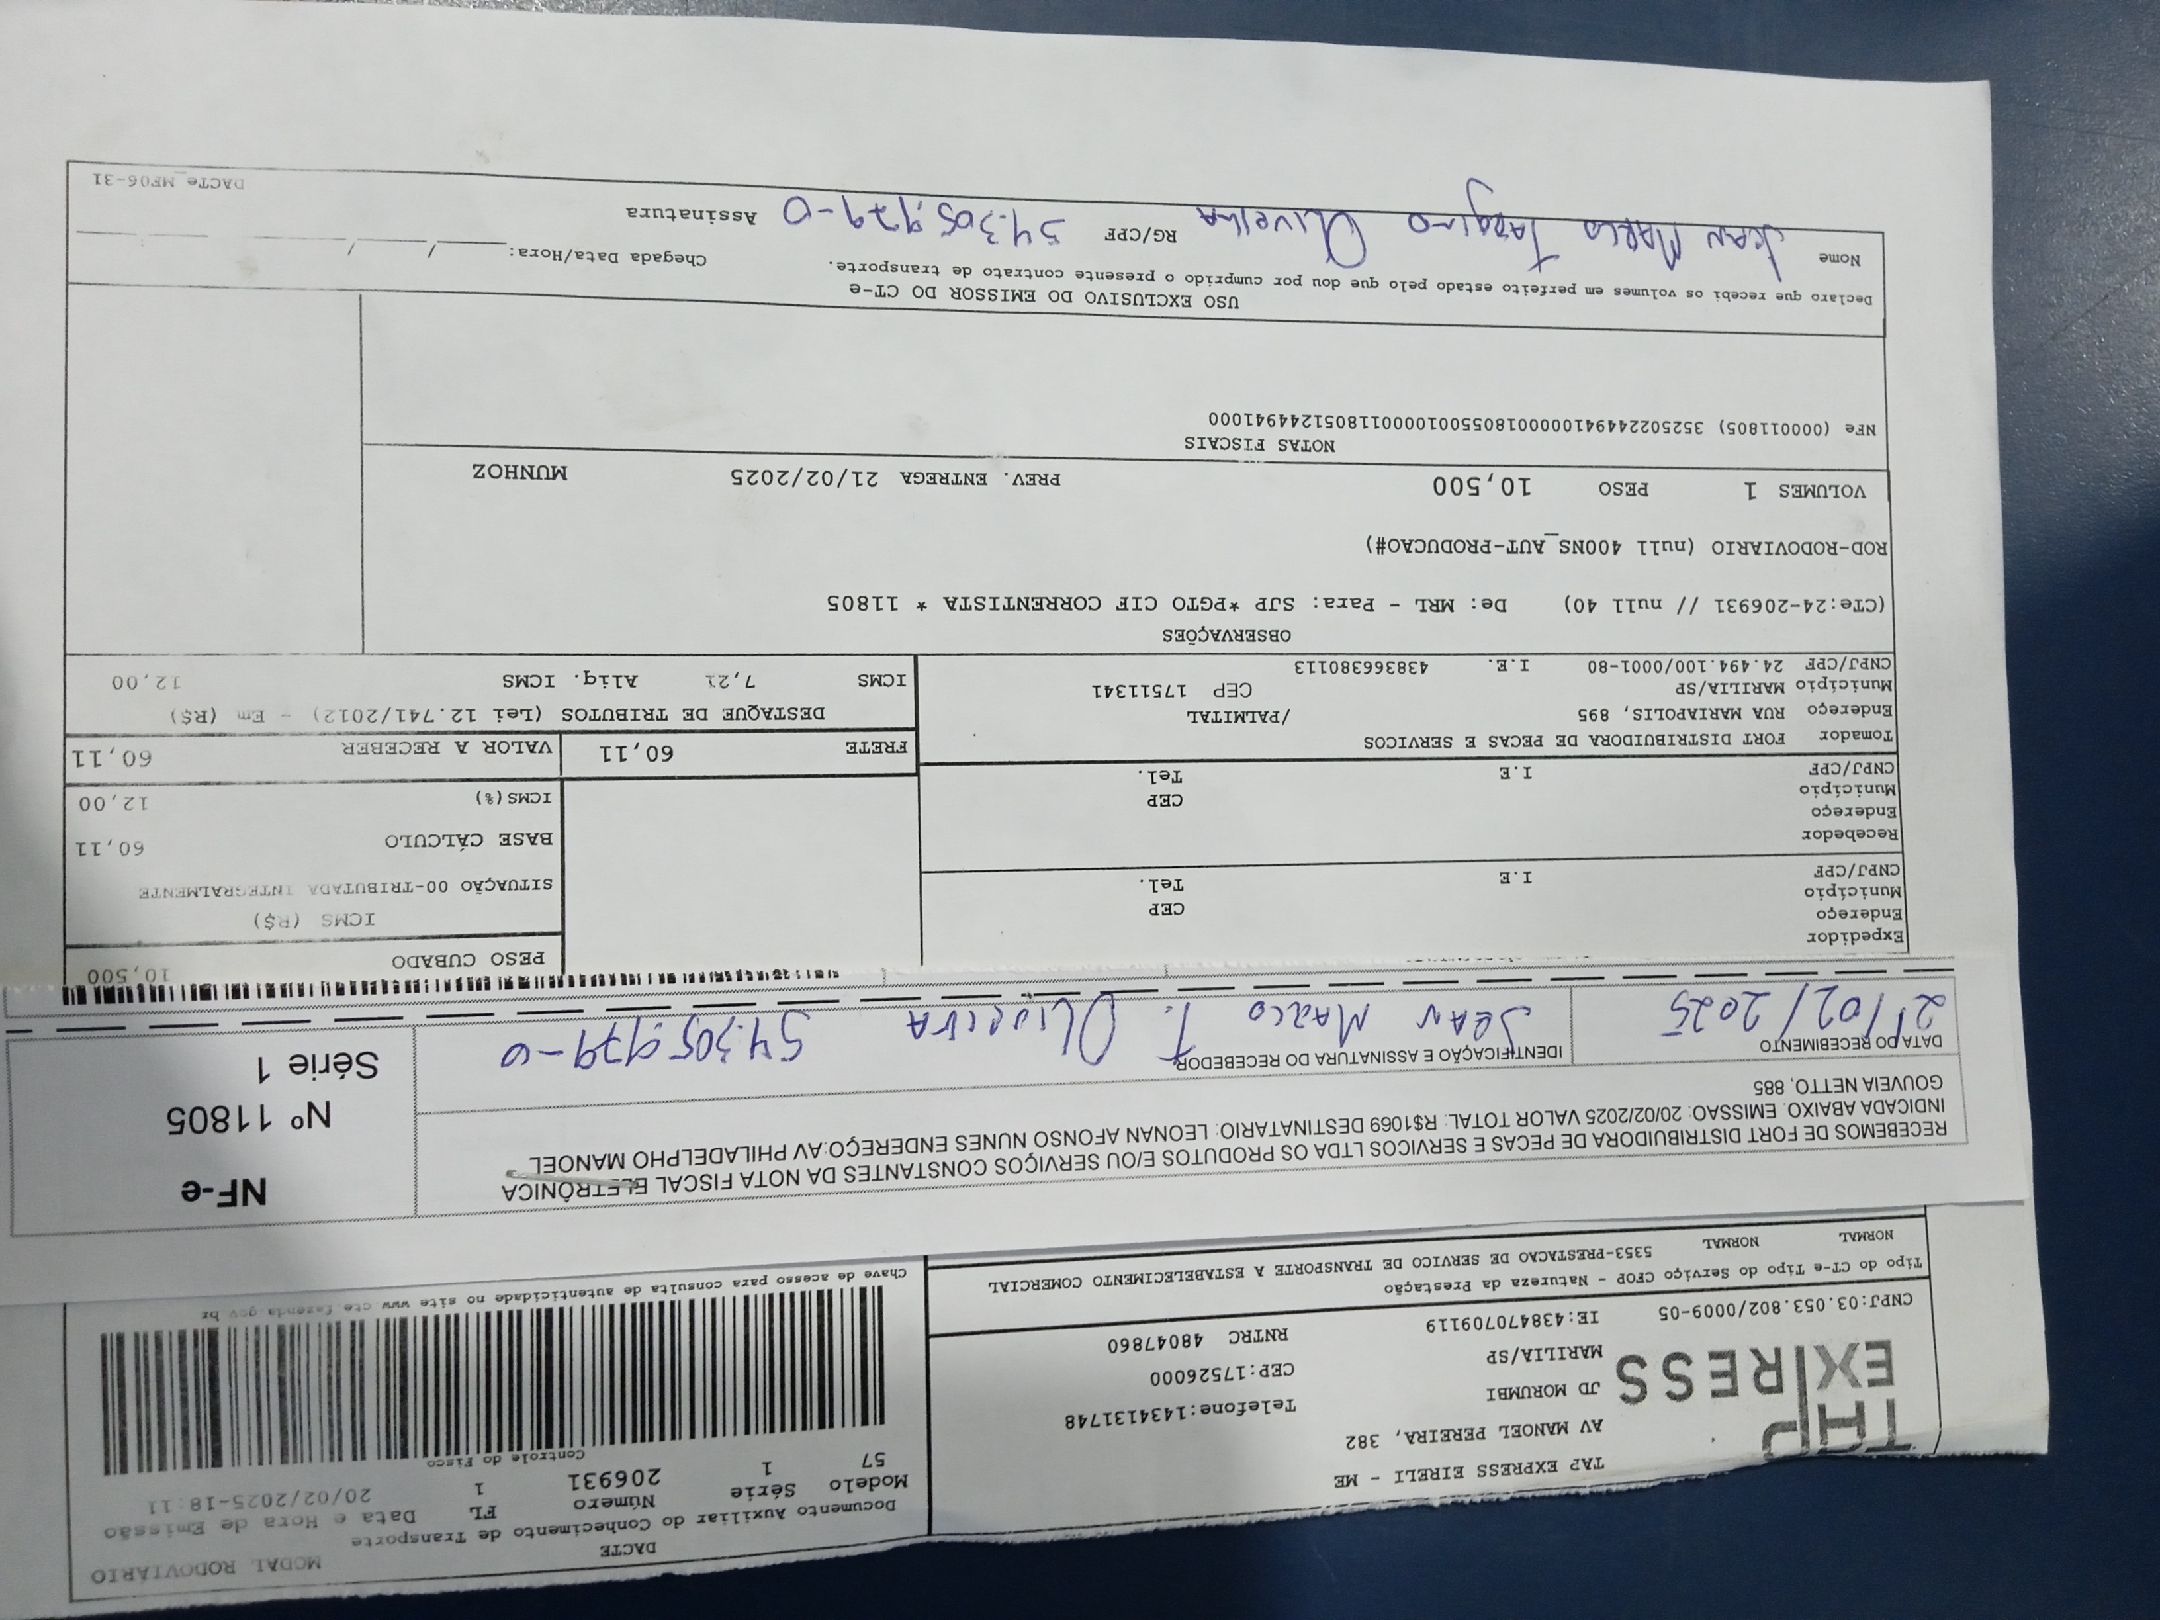 DACTE
MODAL RODOVIÁRIO
Documento Auxiliar do Conhecimento de Transporte
Modelo Série Número FL Data e Hora de Emissão
57 1 206931 1 20/02/2025-18:11
Controle do Fisco
Chave de acesso para consulta de autenticidade no site www cte fazenda gov br
TAP EXPRESS
TAP EXPRESS EIRELI - ME
AV MANOEL PEREIRA, 382
JD MORUMBI Telefone:1434131748
MARILIA/SP CEP:17526000
CNPJ:03.053.802/0009-05 IE:438470709119 RNTRC 48047860
Tipo do CT-e Tipo do Serviço CFOP - Natureza da Prestação
NORMAL NORMAL 5353-PRESTACAO DE SERVICO DE TRANSPORTE A ESTABELECIMENTO COMERCIAL
RECEBEMOS DE FORT DISTRIBUIDORA DE PECAS E SERVICOS LTDA OS PRODUTOS E/OU SERVIÇOS CONSTANTES DA NOTA FISCAL ELETRÔNICA
INDICADA ABAIXO. EMISSAO: 20/02/2025 VALOR TOTAL: R$1069 DESTINATARIO: LEONAN AFONSO NUNES ENDEREÇO:AV PHILADELPHO MANOEL
GOUVEIA NETTO, 885
NF-e
Nº 11805
Série 1
DATA DO RECEBIMENTO
21/02/2025
IDENTIFICAÇÃO E ASSINATURA DO RECEBEDOR
Jean Marco T. Oliveira 54.305.979-0
Expedidor
Endereço
Município CEP
CNPJ/CPF I.E Tel.
Recebedor
Endereço
Município CEP
CNPJ/CPF I.E Tel.
Tomador FORT DISTRIBUIDORA DE PECAS E SERVICOS
Endereço RUA MARIAPOLIS, 895 /PALMITAL
Município MARILIA/SP CEP 17511341
CNPJ/CPF 24.494.100/0001-80 I.E. 438366380113
PESO CUBADO 10,500
ICMS (R$)
SITUAÇÃO 00-TRIBUTADA INTEGRALMENTE
BASE CÁLCULO 60,11
ICMS(%) 12,00
FRETE 60,11 VALOR A RECEBER 60,11
DESTAQUE DE TRIBUTOS (Lei 12.741/2012) - Em (R$)
ICMS 7,21 Aliq. ICMS 12,00
OBSERVAÇÕES
(CTe:24-206931 // null 40) De: MRL - Para: SJP *PGTO CIF CORRENTISTA * 11805
ROD-RODOVIARIO (null 400NS_AUT-PRODUCAO#)
VOLUMES 1 PESO 10,500 PREV. ENTREGA 21/02/2025 MUNHOZ
NOTAS FISCAIS
NFe (000011805) 35250224494100000180550010000118051244941000
USO EXCLUSIVO DO EMISSOR DO CT-e
Declaro que recebi os volumes em perfeito estado pelo que dou por cumprido o presente contrato de transporte.
Chegada Data/Hora: / /
Nome Jean Marco Targino Oliveira RG/CPF 54.305.979-0 Assinatura
DACTe_MF06-31